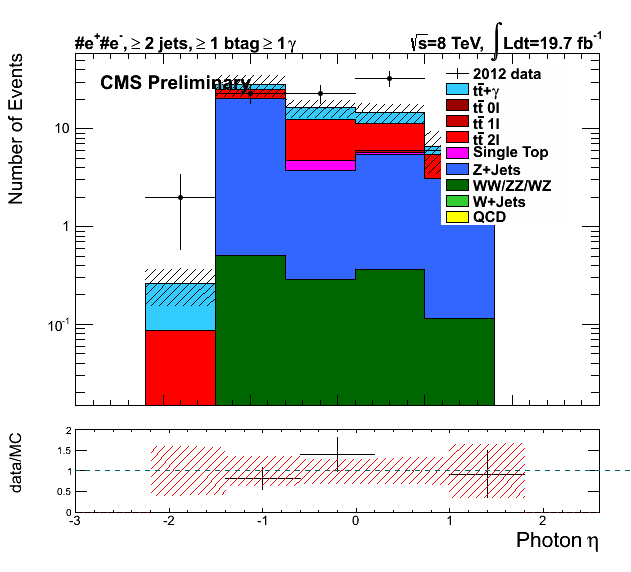 #e⁺#e⁻, ≥ 2 jets, ≥ 1 btag ≥ 1 γ
√s=8 TeV, ∫ Ldt=19.7 fb⁻¹
CMS Preliminary
2012 data
tt̄+γ
tt̄ 0l
tt̄ 1l
tt̄ 2l
Single Top
Z+Jets
WW/ZZ/WZ
W+Jets
QCD
Number of Events
10
1
10⁻¹
data/MC
2
1.5
1
0.5
0
-3 -2 -1 0 1 2
Photon η